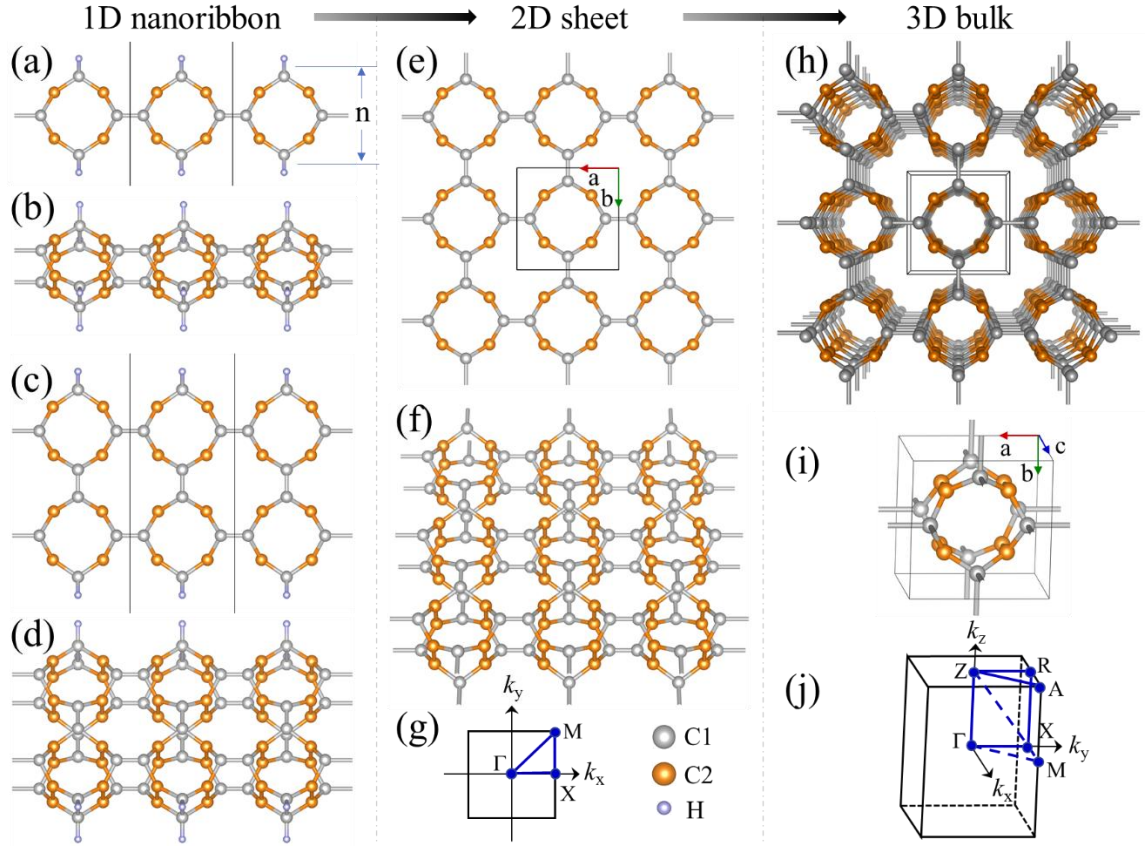 1D nanoribbon
2D sheet
3D bulk
(a)
n
(b)
(c)
(d)
(e)
a
b
(f)
(g)
ky
M
Γ
X
kx
C1
C2
H
(h)
(i)
a
b
c
(j)
kz
Z
R
A
Γ
X
ky
M
kx